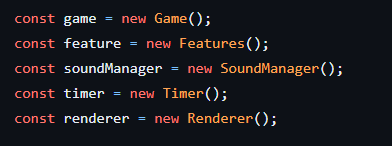 const game = new Game();
const feature = new Features();
const soundManager = new SoundManager();
const timer = new Timer();
const renderer = new Renderer();